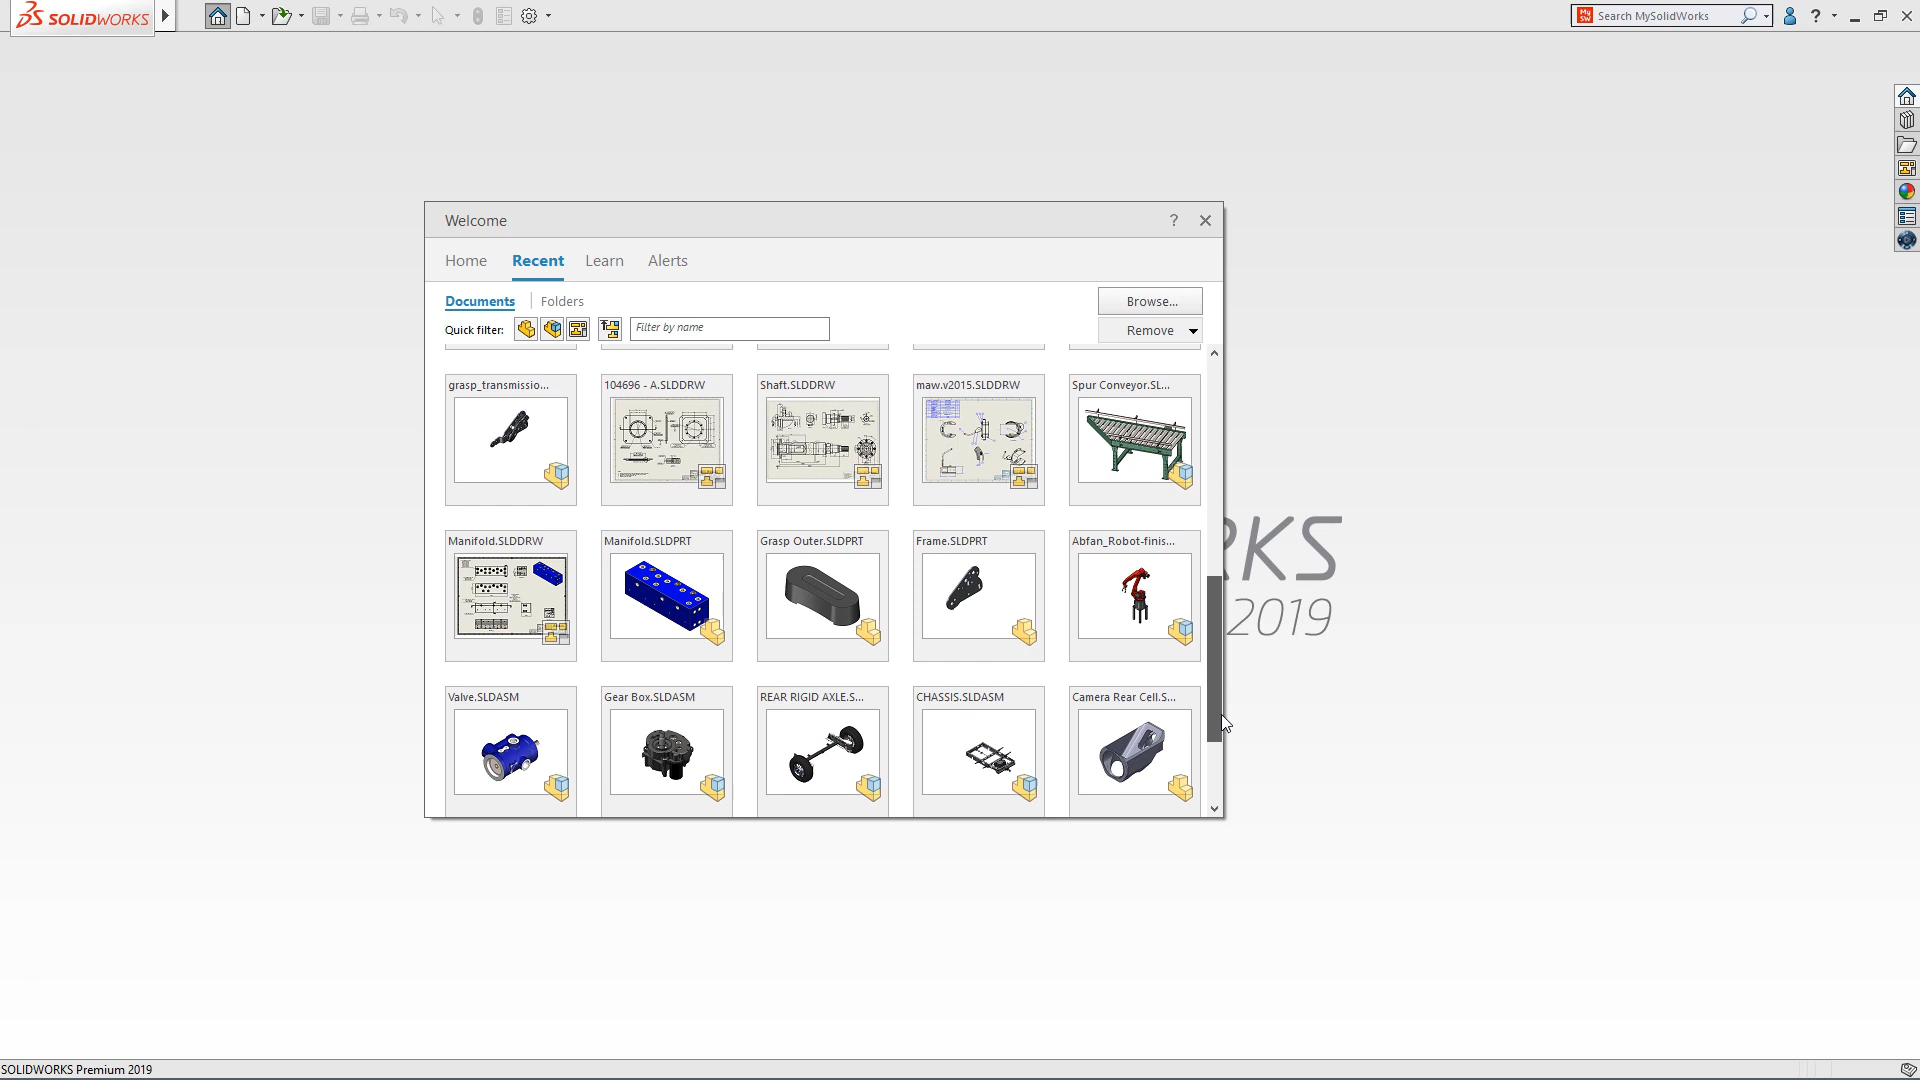 SOLIDWORKS
Search MySolidWorks
Welcome
?
Home
Recent
Learn
Alerts
Documents
Folders
Browse...
Quick filter:
Filter by name
Remove
grasp_transmissio...
104696 - A.SLDDRW
Shaft.SLDDRW
maw.v2015.SLDDRW
Spur Conveyor.SL...
Manifold.SLDDRW
Manifold.SLDPRT
Grasp Outer.SLDPRT
Frame.SLDPRT
Abfan_Robot-finis...
RKS
2019
Valve.SLDASM
Gear Box.SLDASM
REAR RIGID AXLE.S...
CHASSIS.SLDASM
Camera Rear Cell.S...
SOLIDWORKS Premium 2019